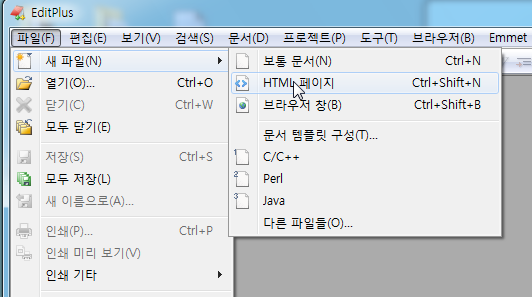 EditPlus
파일(F) 편집(E) 보기(V) 검색(S) 문서(D) 프로젝트(P) 도구(T) 브라우저(B) Emmet
새 파일(N)
열기(O)... Ctrl+O
닫기(C) Ctrl+W
모두 닫기(E)
저장(S) Ctrl+S
모두 저장(L)
새 이름으로(A)...
인쇄(P)... Ctrl+P
인쇄 미리 보기(V)
인쇄 기타
보통 문서(N) Ctrl+N
HTML 페이지 Ctrl+Shift+N
브라우저 창(B) Ctrl+Shift+B
문서 템플릿 구성(T)...
1 C/C++
2 Perl
3 Java
다른 파일들(O)...